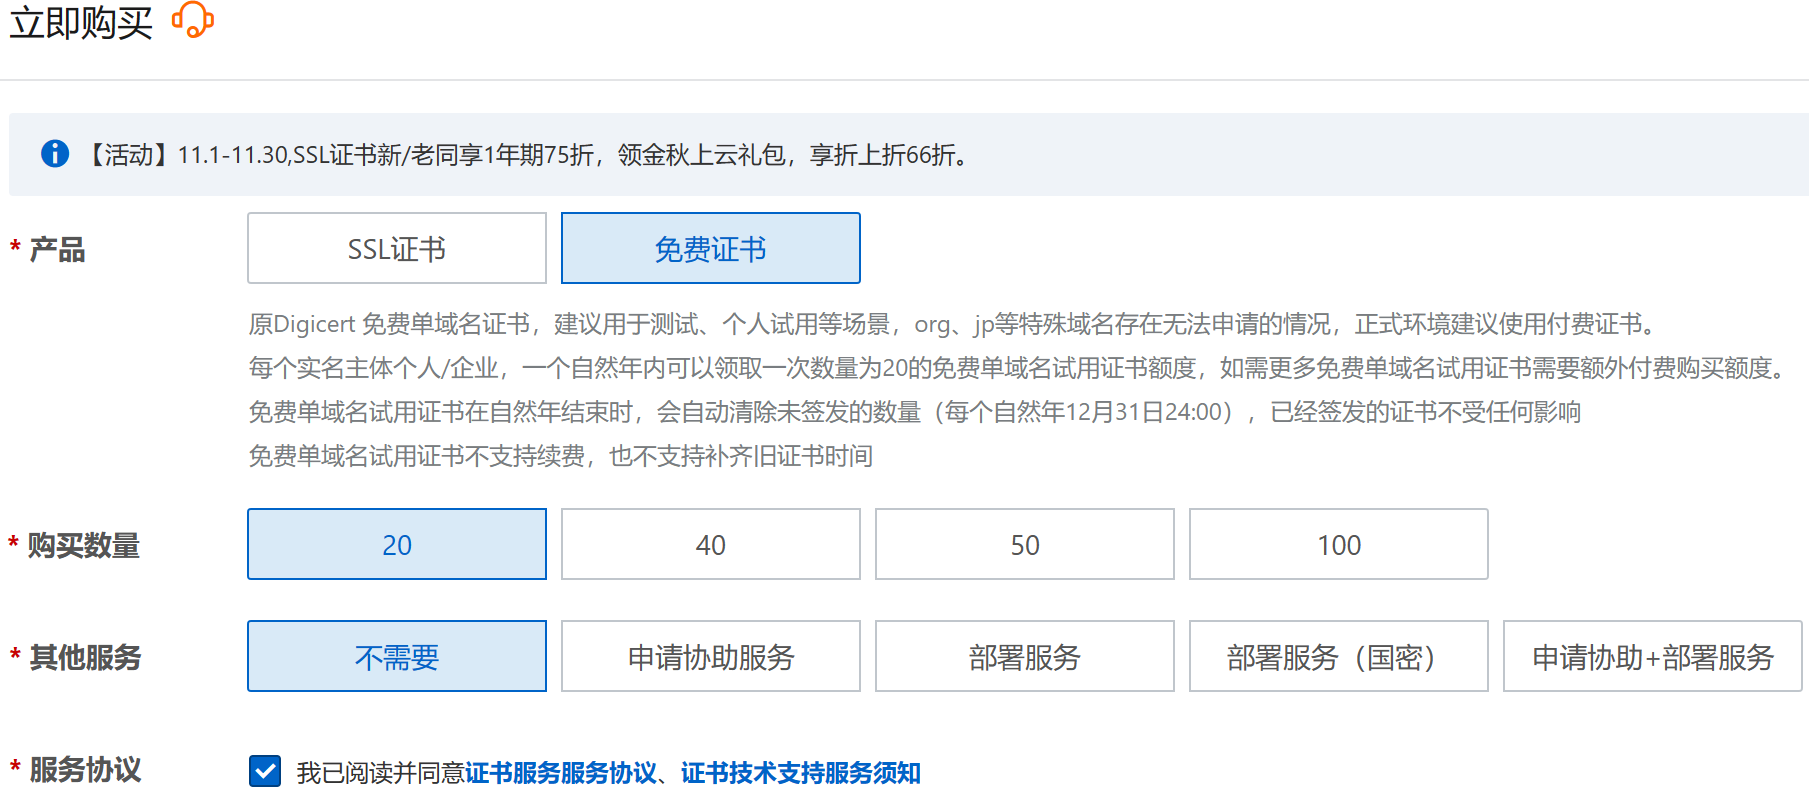 立即购买
【活动】11.1-11.30,SSL证书新/老同享1年期75折，领金秋上云礼包，享折上折66折。
* 产品 SSL证书 免费证书
原Digicert 免费单域名证书，建议用于测试、个人试用等场景，org、jp等特殊域名存在无法申请的情况，正式环境建议使用付费证书。
每个实名主体个人/企业，一个自然年内可以领取一次数量为20的免费单域名试用证书额度，如需更多免费单域名试用证书需要额外付费购买额度。
免费单域名试用证书在自然年结束时，会自动清除未签发的数量（每个自然年12月31日24:00），已经签发的证书不受任何影响
免费单域名试用证书不支持续费，也不支持补齐旧证书时间
* 购买数量 20 40 50 100
* 其他服务 不需要 申请协助服务 部署服务 部署服务（国密） 申请协助+部署服务
* 服务协议 我已阅读并同意证书服务服务协议、证书技术支持服务须知